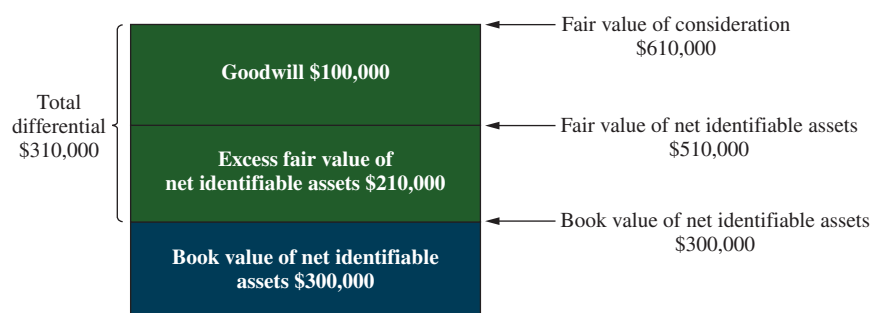 Fair value of consideration
$610,000
Goodwill $100,000
Total
differential
$310,000
Fair value of net identifiable assets
$510,000
Excess fair value of
net identifiable assets $210,000
Book value of net identifiable assets
$300,000
Book value of net identifiable
assets $300,000